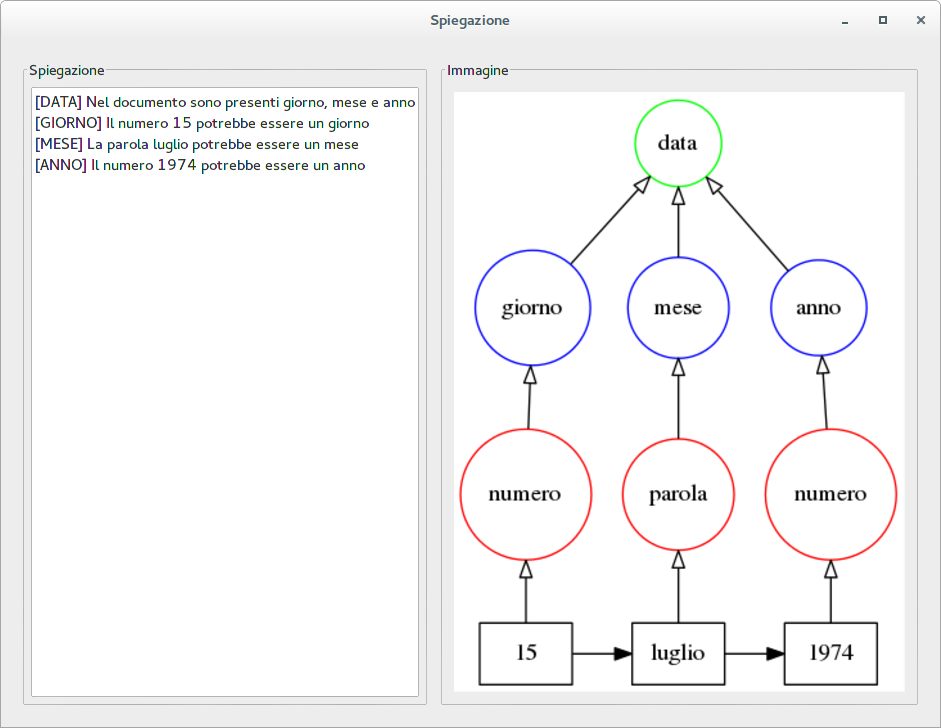 Spiegazione
Spiegazione
[DATA] Nel documento sono presenti giorno, mese e anno
[GIORNO] Il numero 15 potrebbe essere un giorno
[MESE] La parola luglio potrebbe essere un mese
[ANNO] Il numero 1974 potrebbe essere un anno
Immagine
data
giorno mese anno
numero parola numero
15 luglio 1974